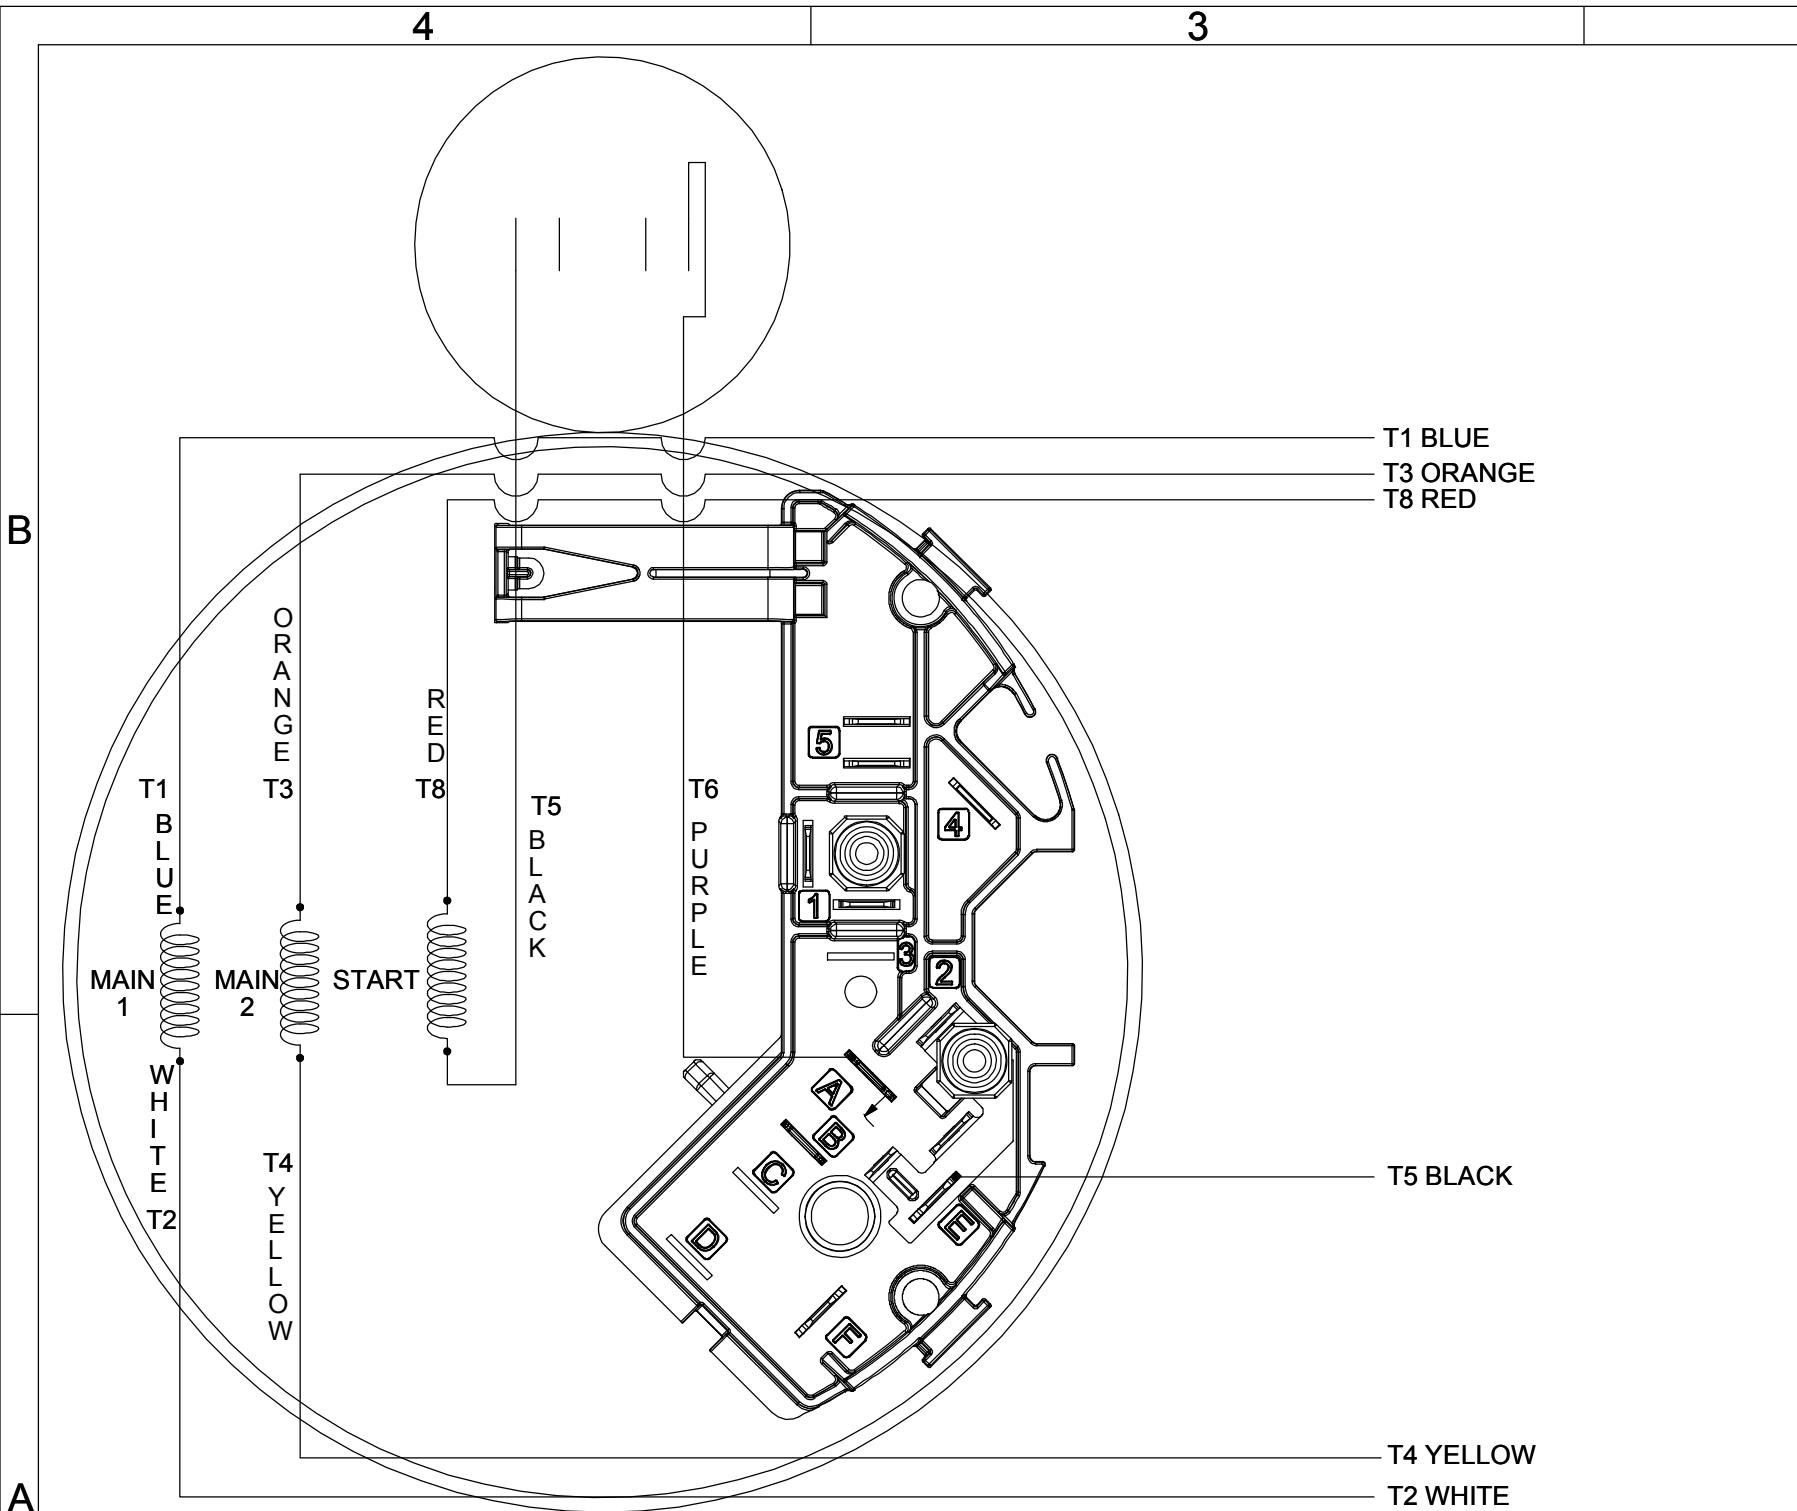 4 3
T1 BLUE
T3 ORANGE
T8 RED
B
ORANGE
RED
T1
T3
T8
T5
T6
BLUE
BLACK
PURPLE
5
4
1
3
2
MAIN
1
MAIN
2
START
WHITE
T2
T4
YELLOW
A
B
C
D
E
F
T5 BLACK
T4 YELLOW
T2 WHITE
A